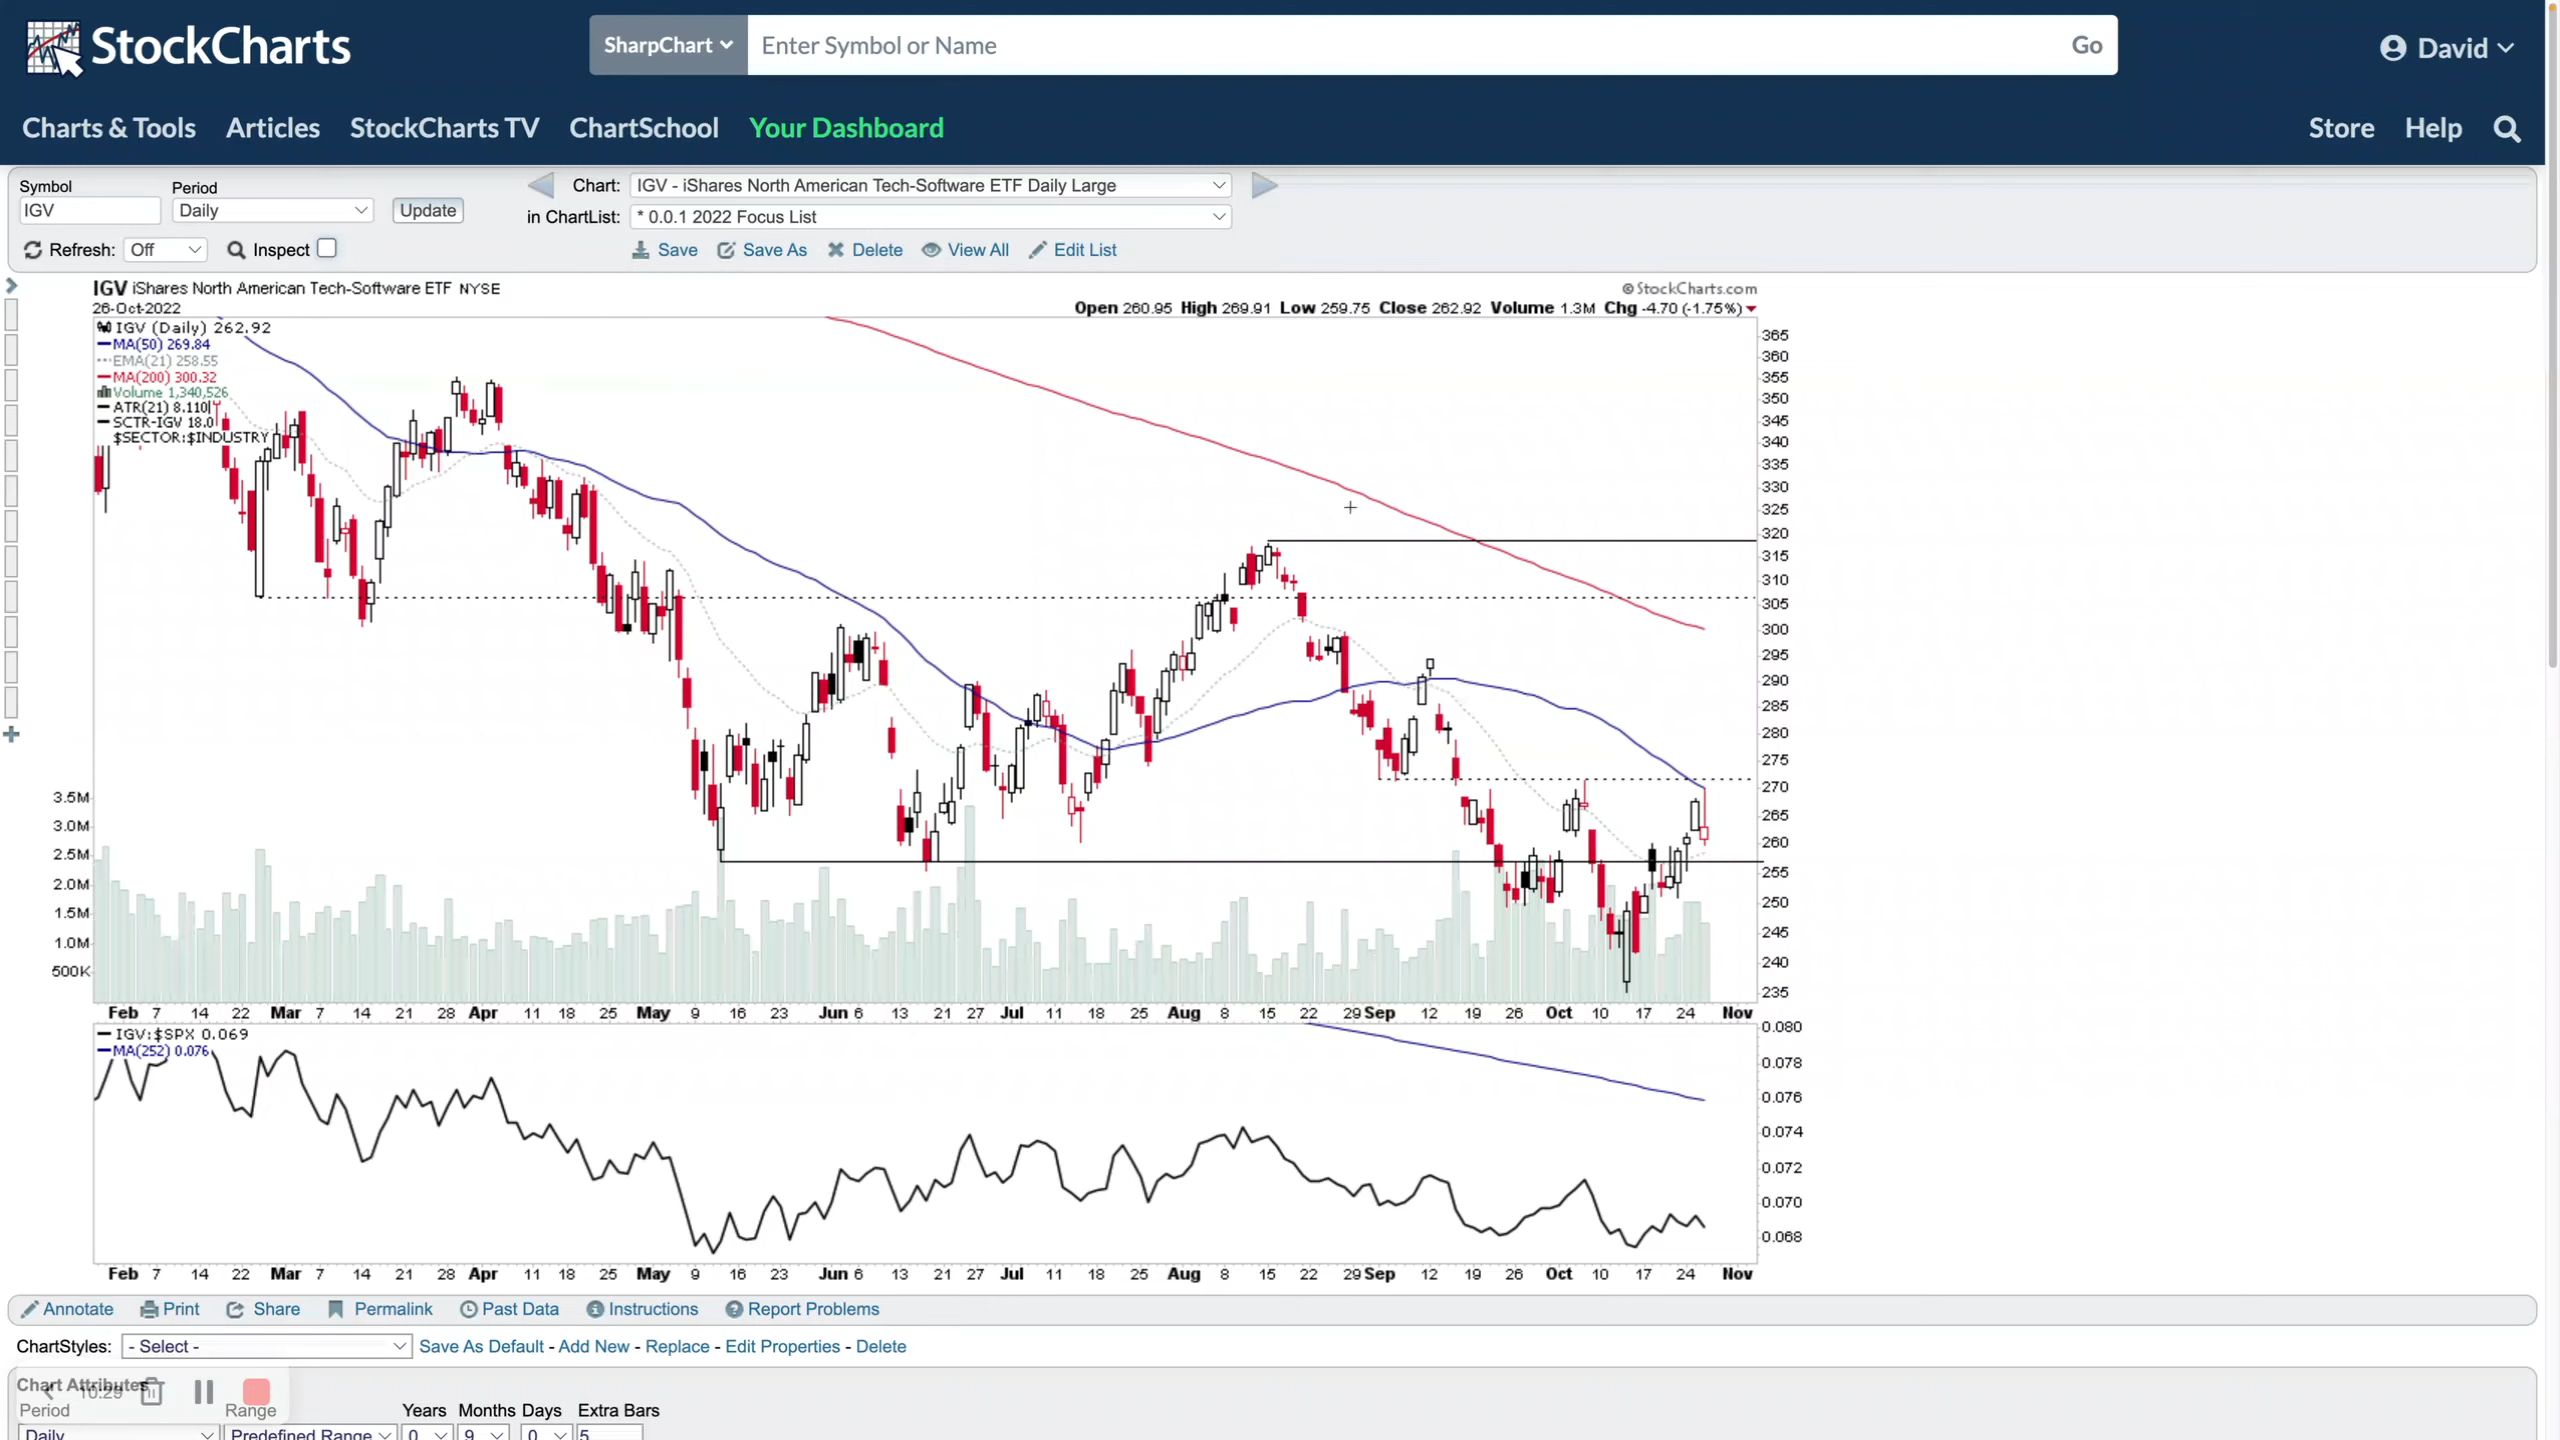 StockCharts
SharpChart
Enter Symbol or Name
Go
David
Charts & Tools
Articles
StockCharts TV
ChartSchool
Your Dashboard
Store
Help
Symbol
Period
IGV
Daily
Update
Chart:
IGV - iShares North American Tech-Software ETF Daily Large
in ChartList:
* 0.0.1 2022 Focus List
Refresh:
Off
Inspect
Save
Save As
Delete
View All
Edit List
IGV iShares North American Tech-Software ETF NYSE
© StockCharts.com
26-Oct-2022
Open 260.95 High 269.91 Low 259.75 Close 262.92 Volume 1.3M Chg -4.70 (-1.75%)
IGV (Daily) 262.92
MA(50) 269.84
EMA(21) 258.55
MA(200) 300.32
Volume 1,340,526
ATR(21) 8.110
SCTR-IGV 18.0
$SECTOR:$INDUSTRY
365
360
355
350
345
340
335
330
325
320
315
310
305
300
295
290
285
280
275
270
265
260
255
250
245
240
235
3.5M
3.0M
2.5M
2.0M
1.5M
1.0M
500K
Feb 7 14 22 Mar 7 14 21 28 Apr 11 18 25 May 9 16 23 Jun 6 13 21 27 Jul 11 18 25 Aug 8 15 22 29 Sep 12 19 26 Oct 10 17 24 Nov
IGV:$SPX 0.069
MA(252) 0.076
0.080
0.078
0.076
0.074
0.072
0.070
0.068
Feb 7 14 22 Mar 7 14 21 28 Apr 11 18 25 May 9 16 23 Jun 6 13 21 27 Jul 11 18 25 Aug 8 15 22 29 Sep 12 19 26 Oct 10 17 24 Nov
Annotate
Print
Share
Permalink
Past Data
Instructions
Report Problems
ChartStyles:
- Select -
Save As Default - Add New - Replace - Edit Properties - Delete
Chart Attributes
10:29
Period
Range
Years
Months
Days
Extra Bars
Daily
Predefined Range
0
9
0
5